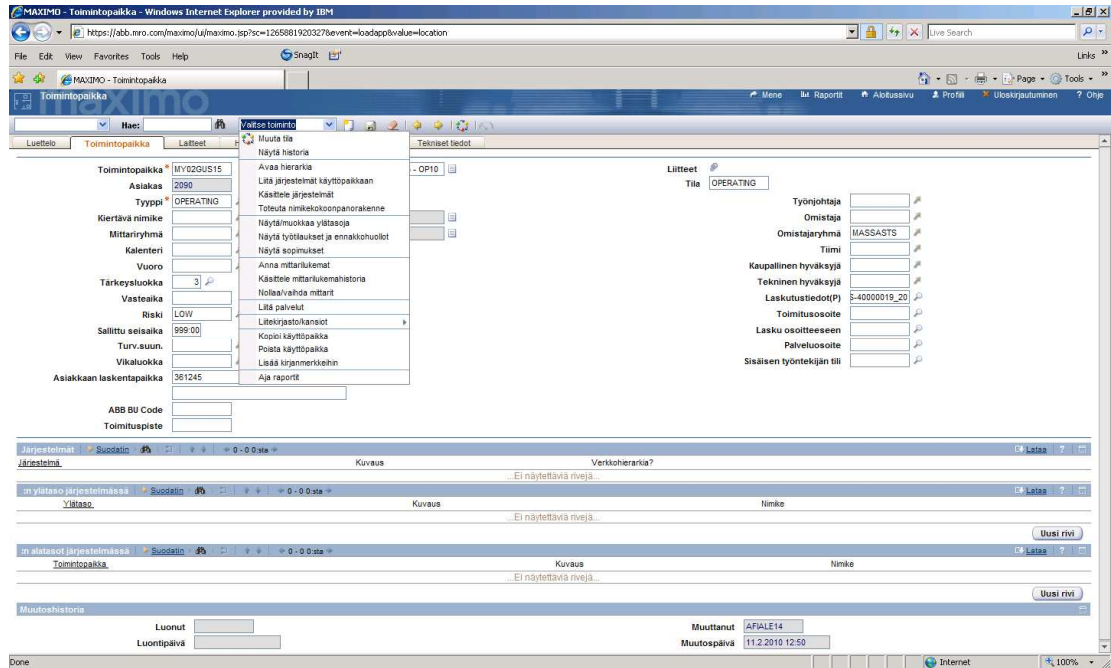 MAXIMO - Toimintopaikka - Windows Internet Explorer provided by IBM
https://abb.mro.com/maximo/ui/maximo.jsp?sc=1265881920327&event=loadapp&value=location
Live Search
File Edit View Favorites Tools Help
SnagIt
Links »
MAXIMO - Toimintopaikka
Page Tools »
Toimintopaikka
maximo
Mene Raportit Aloitussivu Profiili Uloskirjautuminen ? Ohje
Hae: Valitse toiminto
Luettelo Toimintopaikka Laitteet H Tekniset tiedot
Muuta tila
Näytä historia
Avaa hierarkia
Liitä järjestelmät käyttöpaikkaan
Käsittele järjestelmät
Toteuta nimikekokoonpanorakenne
Näytä/muokkaa ylätasoja
Näytä työtilaukset ja ennakkohuollot
Näytä sopimukset
Anna mittarilukemat
Käsittele mittarilukemahistoria
Nollaa/vaihda mittarit
Liitä palvelut
Liitekirjasto/kansiot
Kopioi käyttöpaikka
Poista käyttöpaikka
Lisää kirjanmerkkeihin
Aja raportit
Toimintopaikka * MY02GUS15 - OP10
Asiakas 2090
Tyyppi * OPERATING
Kiertävä nimike
Mittariryhmä
Kalenteri
Vuoro
Tärkeysluokka 3
Vasteaika
Riski LOW
Sallittu seisaika 999:00
Turv.suun.
Vikaluokka
Asiakkaan laskentapaikka 361245
ABB BU Code
Toimituspiste
Liitteet
Tila OPERATING
Työnjohtaja
Omistaja
Omistajaryhmä MASSASTS
Tiimi
Kaupallinen hyväksyjä
Tekninen hyväksyjä
Laskutustiedot(P) S-40000019_20
Toimitusosoite
Lasku osoitteeseen
Palveluosoite
Sisäisen työntekijän tili
Järjestelmät Suodatin 0 - 0 0:sta Lataa ?
Järjestelmä Kuvaus Verkkohierarkia?
...Ei näytettäviä rivejä...
:n ylätaso järjestelmässä Suodatin 0 - 0 0:sta Lataa ?
Ylätaso Kuvaus Nimike
...Ei näytettäviä rivejä...
Uusi rivi
:n alatasot järjestelmässä Suodatin 0 - 0 0:sta Lataa ?
Toimintopaikka Kuvaus Nimike
...Ei näytettäviä rivejä...
Uusi rivi
Muutoshistoria
Luonut Muuttanut AFIALE14
Luontipäivä Muutospäivä 11.2.2010 12:50
Done Internet 100%